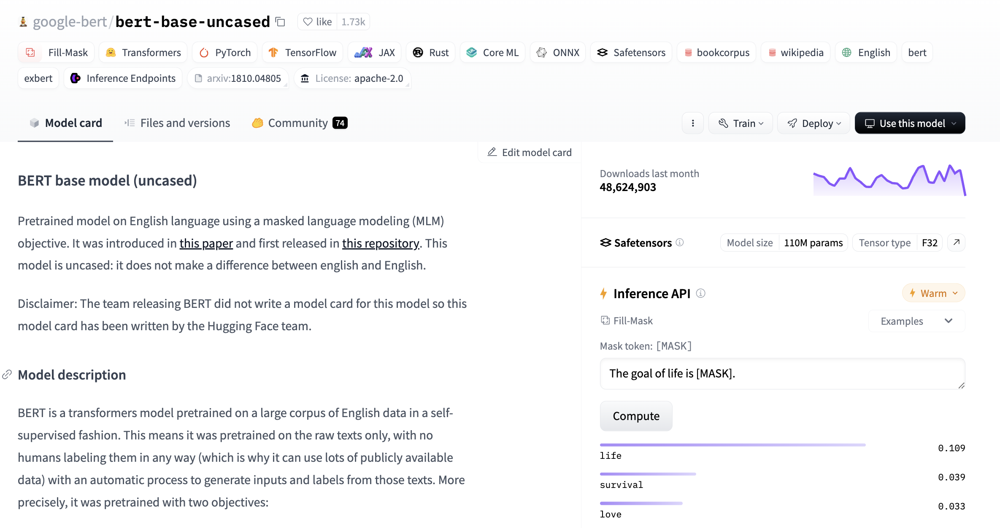 google-bert/bert-base-uncased like 1.73k
Fill-Mask Transformers PyTorch TensorFlow JAX Rust Core ML ONNX Safetensors bookcorpus wikipedia English bert
exbert Inference Endpoints arxiv:1810.04805 License: apache-2.0
Model card Files and versions Community 74 Train Deploy Use this model
Edit model card
BERT base model (uncased)
Pretrained model on English language using a masked language modeling (MLM)
objective. It was introduced in this paper and first released in this repository. This
model is uncased: it does not make a difference between english and English.
Disclaimer: The team releasing BERT did not write a model card for this model so this
model card has been written by the Hugging Face team.
Model description
BERT is a transformers model pretrained on a large corpus of English data in a self-
supervised fashion. This means it was pretrained on the raw texts only, with no
humans labeling them in any way (which is why it can use lots of publicly available
data) with an automatic process to generate inputs and labels from those texts. More
precisely, it was pretrained with two objectives:
Downloads last month
48,624,903
Safetensors Model size 110M params Tensor type F32
Inference API Warm
Fill-Mask Examples
Mask token: [MASK]
The goal of life is [MASK].
Compute
life 0.109
survival 0.039
love 0.033